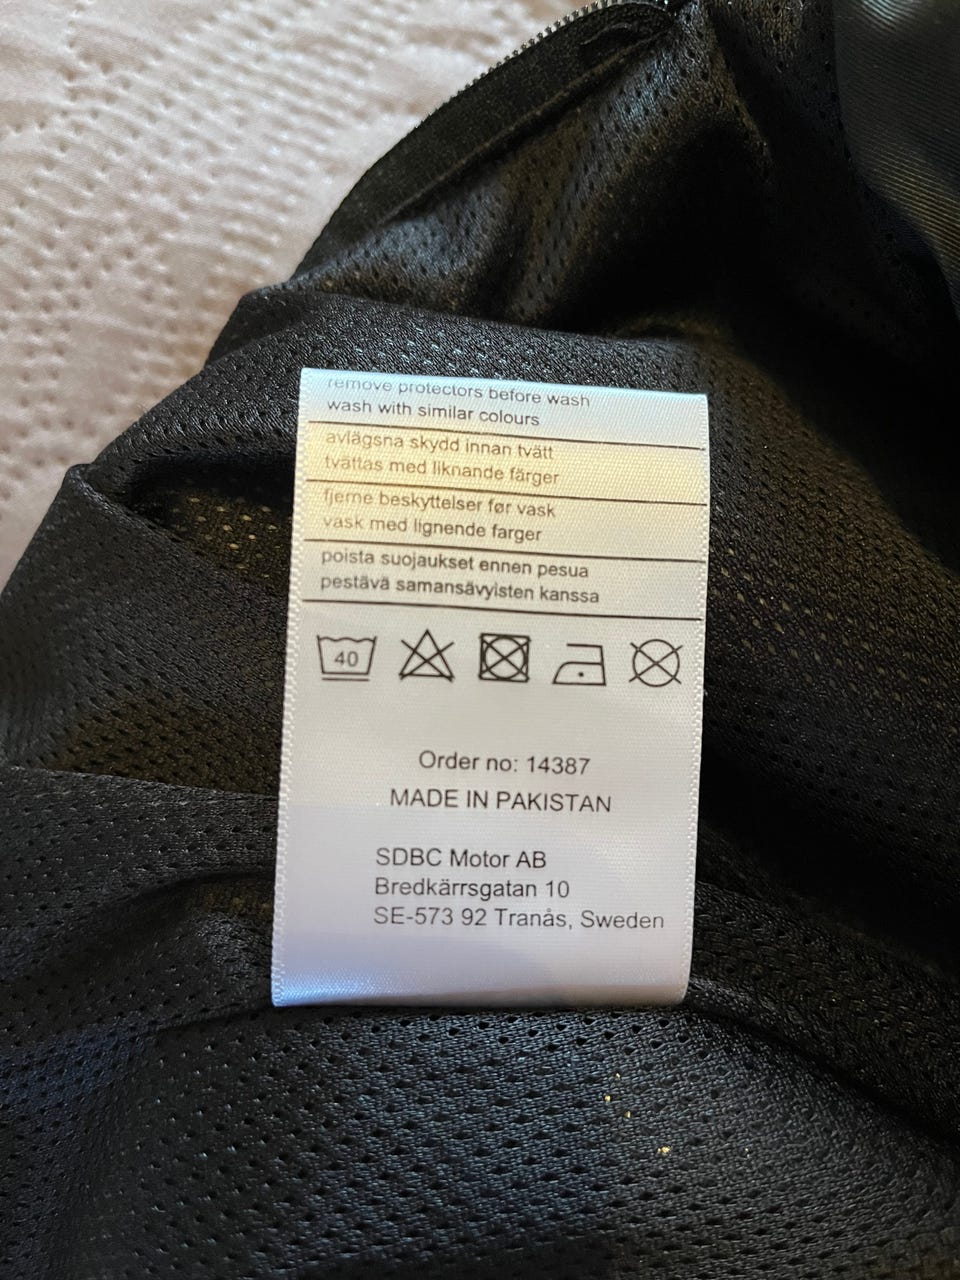 remove protectors before wash
wash with similar colours
avlägsna skydd innan tvätt
tvättas med liknande färger
fjerne beskyttelser før vask
vask med lignende farger
poista suojaukset ennen pesua
pestävä samansävyisten kanssa
40
Order no: 14387
MADE IN PAKISTAN
SDBC Motor AB
Bredkärrsgatan 10
SE-573 92 Tranås, Sweden